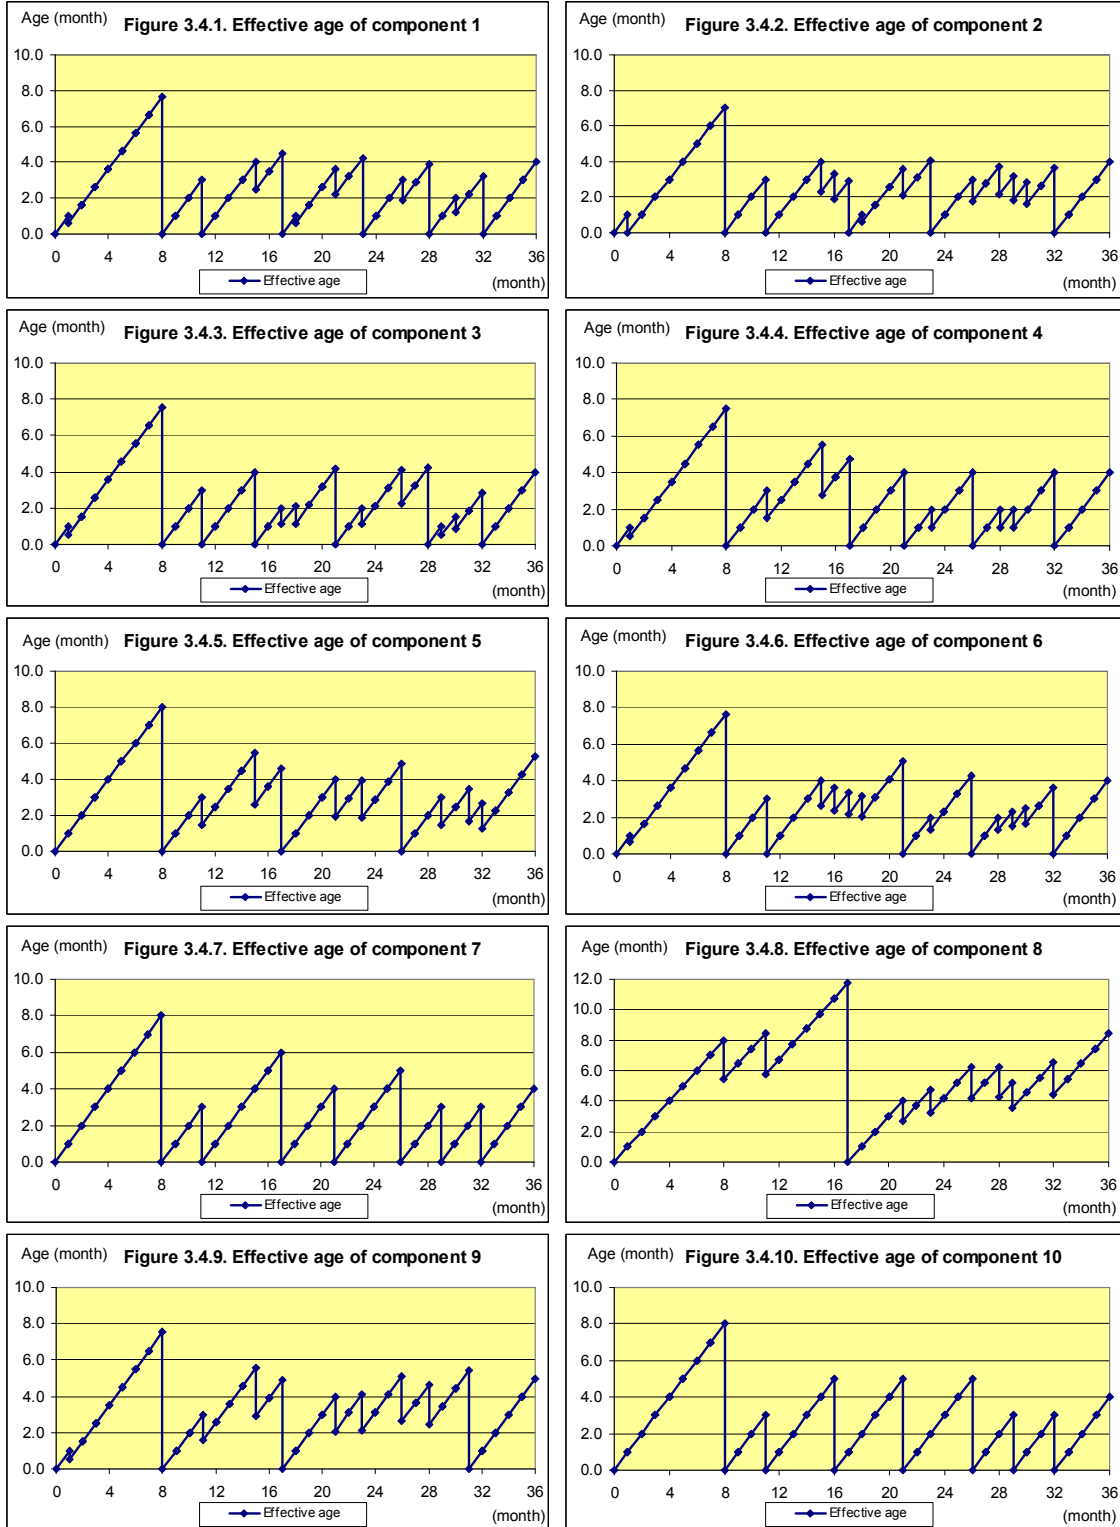 Age (month) Figure 3.4.1. Effective age of component 1
10.0
8.0
6.0
4.0
2.0
0.0
0 4 8 12 16 20 24 28 32 36
Effective age (month)
Age (month) Figure 3.4.2. Effective age of component 2
10.0
8.0
6.0
4.0
2.0
0.0
0 4 8 12 16 20 24 28 32 36
Effective age (month)
Age (month) Figure 3.4.3. Effective age of component 3
10.0
8.0
6.0
4.0
2.0
0.0
0 4 8 12 16 20 24 28 32 36
Effective age (month)
Age (month) Figure 3.4.4. Effective age of component 4
10.0
8.0
6.0
4.0
2.0
0.0
0 4 8 12 16 20 24 28 32 36
Effective age (month)
Age (month) Figure 3.4.5. Effective age of component 5
10.0
8.0
6.0
4.0
2.0
0.0
0 4 8 12 16 20 24 28 32 36
Effective age (month)
Age (month) Figure 3.4.6. Effective age of component 6
10.0
8.0
6.0
4.0
2.0
0.0
0 4 8 12 16 20 24 28 32 36
Effective age (month)
Age (month) Figure 3.4.7. Effective age of component 7
10.0
8.0
6.0
4.0
2.0
0.0
0 4 8 12 16 20 24 28 32 36
Effective age (month)
Age (month) Figure 3.4.8. Effective age of component 8
12.0
10.0
8.0
6.0
4.0
2.0
0.0
0 4 8 12 16 20 24 28 32 36
Effective age (month)
Age (month) Figure 3.4.9. Effective age of component 9
10.0
8.0
6.0
4.0
2.0
0.0
0 4 8 12 16 20 24 28 32 36
Effective age (month)
Age (month) Figure 3.4.10. Effective age of component 10
10.0
8.0
6.0
4.0
2.0
0.0
0 4 8 12 16 20 24 28 32 36
Effective age (month)